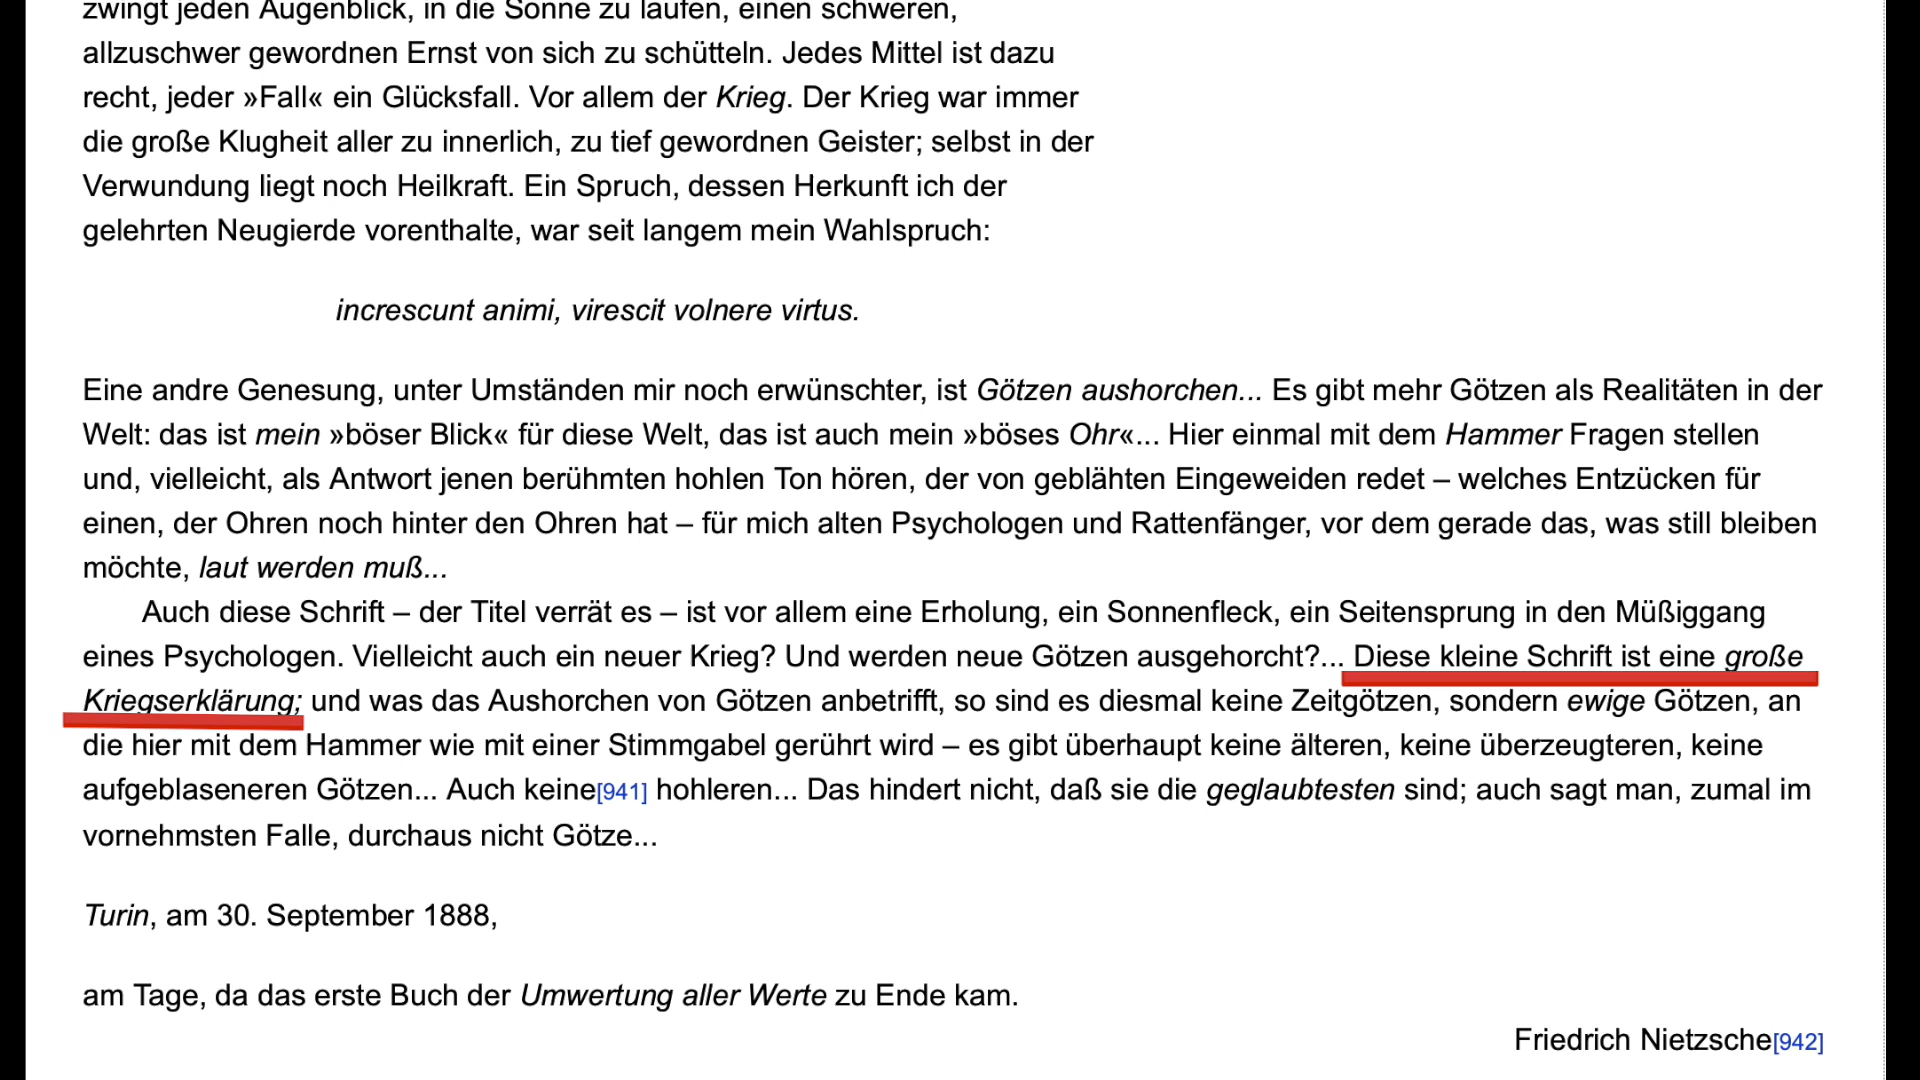 zwingt jeden Augenblick, in die Sonne zu laufen, einen schweren,
allzuschwer gewordnen Ernst von sich zu schütteln. Jedes Mittel ist dazu
recht, jeder »Fall« ein Glücksfall. Vor allem der Krieg. Der Krieg war immer
die große Klugheit aller zu innerlich, zu tief gewordnen Geister; selbst in der
Verwundung liegt noch Heilkraft. Ein Spruch, dessen Herkunft ich der
gelehrten Neugierde vorenthalte, war seit langem mein Wahlspruch:
increscunt animi, virescit volnere virtus.
Eine andre Genesung, unter Umständen mir noch erwünschter, ist Götzen aushorchen... Es gibt mehr Götzen als Realitäten in der
Welt: das ist mein »böser Blick« für diese Welt, das ist auch mein »böses Ohr«... Hier einmal mit dem Hammer Fragen stellen
und, vielleicht, als Antwort jenen berühmten hohlen Ton hören, der von geblähten Eingeweiden redet – welches Entzücken für
einen, der Ohren noch hinter den Ohren hat – für mich alten Psychologen und Rattenfänger, vor dem gerade das, was still bleiben
möchte, laut werden muß...
Auch diese Schrift – der Titel verrät es – ist vor allem eine Erholung, ein Sonnenfleck, ein Seitensprung in den Müßiggang
eines Psychologen. Vielleicht auch ein neuer Krieg? Und werden neue Götzen ausgehorcht?... Diese kleine Schrift ist eine große
Kriegserklärung; und was das Aushorchen von Götzen anbetrifft, so sind es diesmal keine Zeitgötzen, sondern ewige Götzen, an
die hier mit dem Hammer wie mit einer Stimmgabel gerührt wird – es gibt überhaupt keine älteren, keine überzeugteren, keine
aufgeblaseneren Götzen... Auch keine[941] hohleren... Das hindert nicht, daß sie die geglaubtesten sind; auch sagt man, zumal im
vornehmsten Falle, durchaus nicht Götze...
Turin, am 30. September 1888,
am Tage, da das erste Buch der Umwertung aller Werte zu Ende kam.
Friedrich Nietzsche[942]